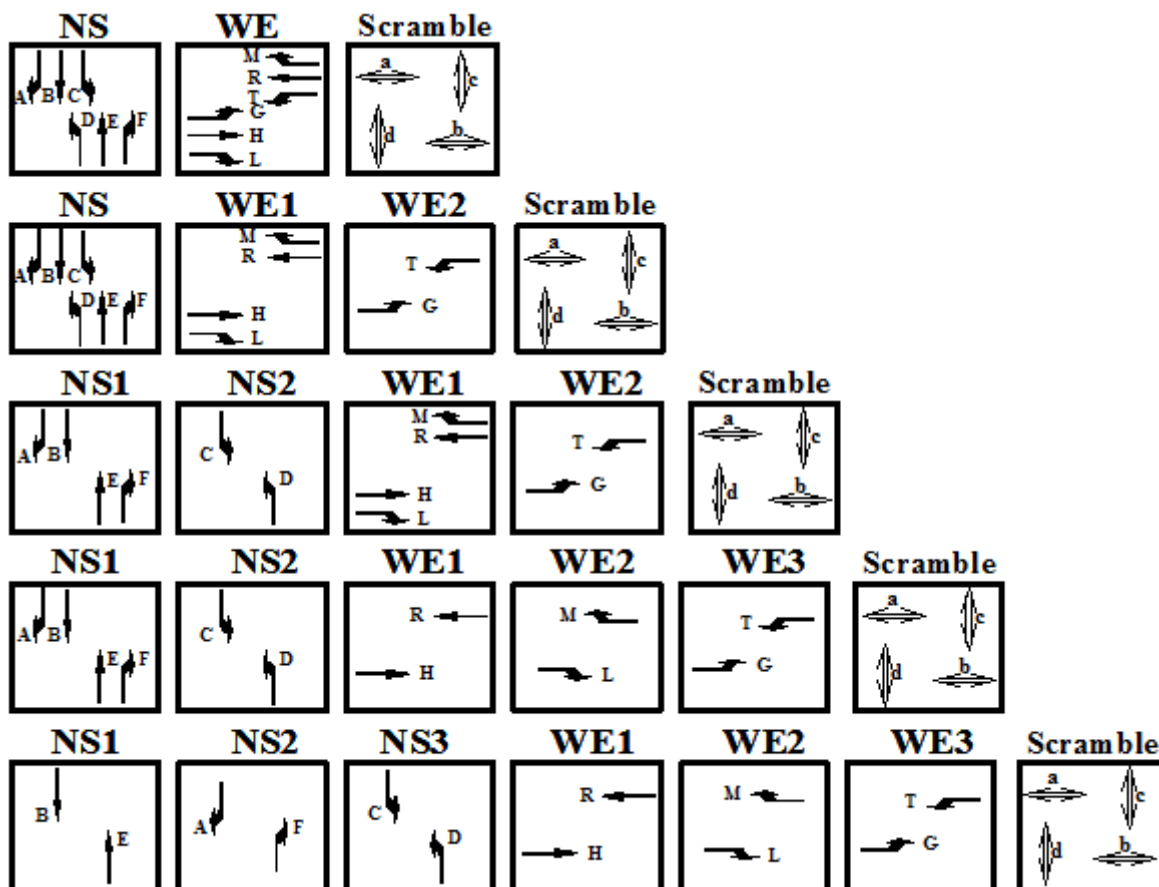 NS WE Scramble
A B C D E F M R T G H L a c d b
NS WE1 WE2 Scramble
A B C D E F M R H L T G a c d b
NS1 NS2 WE1 WE2 Scramble
A B E F C D M R H L T G a c d b
NS1 NS2 WE1 WE2 WE3 Scramble
A B E F C D R H M L T G a c d b
NS1 NS2 NS3 WE1 WE2 WE3 Scramble
B E A F C D R H M L T G a c d b